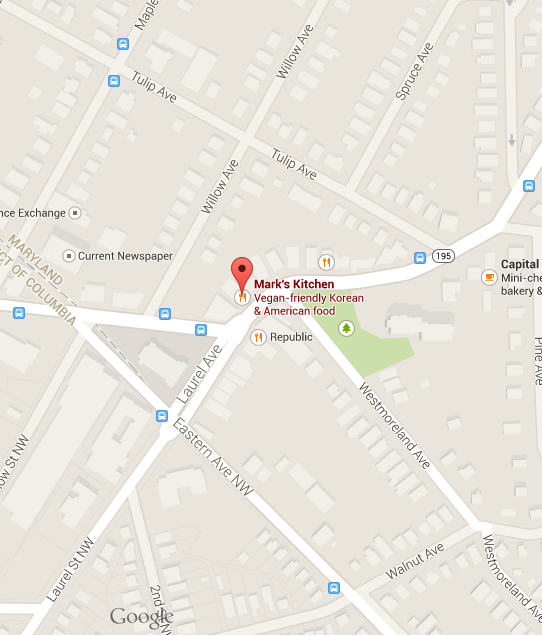 Maple
Willow Ave
Spruce Ave
Tulip Ave
Tulip Ave
Willow Ave
nce Exchange
MARYLAND
CT OF COLUMBIA
Current Newspaper
195
Capital
Mini-che
bakery &
Mark's Kitchen
Vegan-friendly Korean
& American food
Republic
Pine Ave
Laurel Ave
Westmoreland Ave
Eastern Ave NW
ow St NW
Laurel St NW
Walnut Ave
Westmoreland Ave
2nd
NW
Google